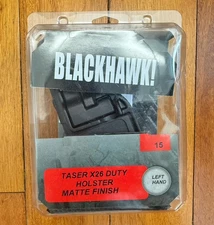 BLACKHAWK!
15
TASER X26 DUTY
HOLSTER
MATTE FINISH
LEFT
HAND